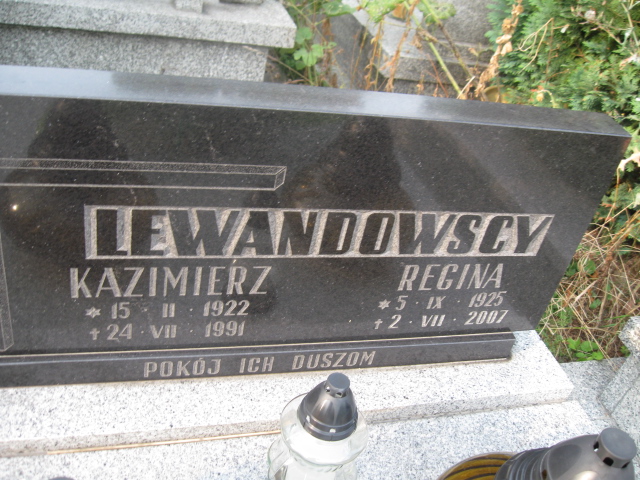 LEWANDOWSCY
KAZIMIERZ REGINA
* 15 · II · 1922 * 5 · IX · 1925
† 24 · VII · 1991 † 2 · VII · 2007
POKÓJ ICH DUSZOM